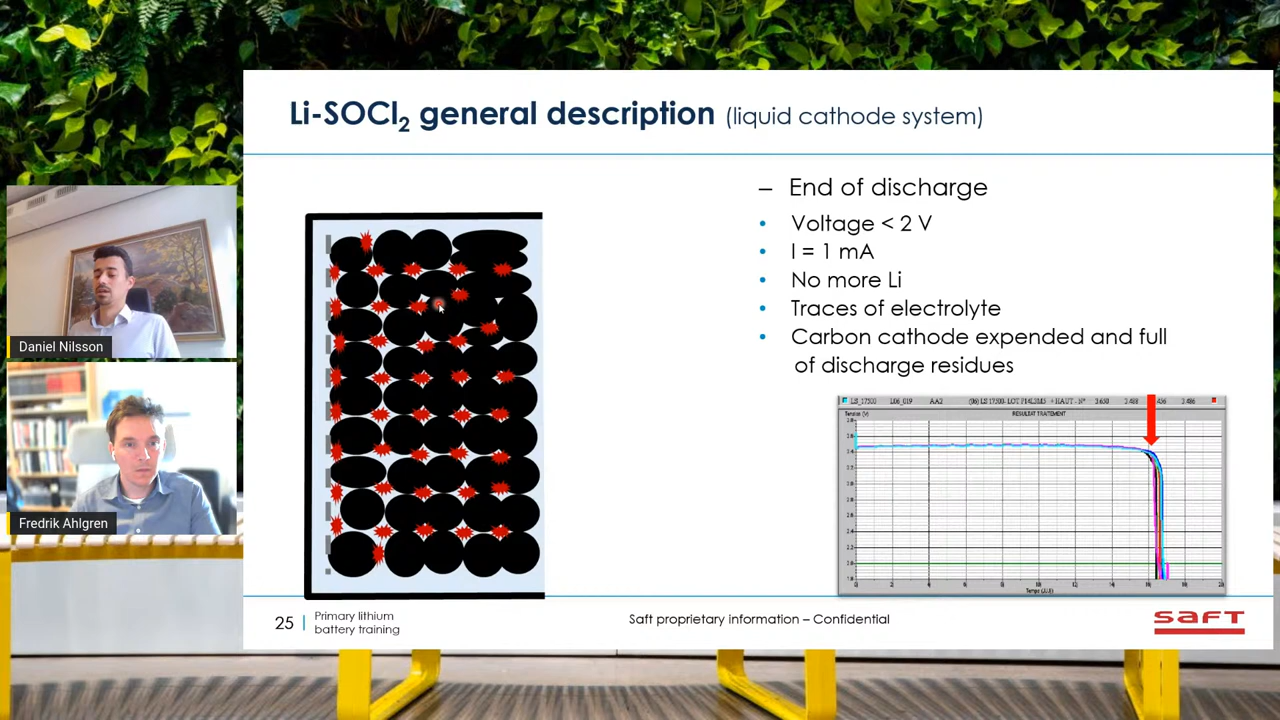 Li-SOCl2 general description (liquid cathode system)
– End of discharge
• Voltage < 2 V
• I = 1 mA
• No more Li
• Traces of electrolyte
• Carbon cathode expended and full
of discharge residues
Daniel Nilsson
Fredrik Ahlgren
RESULTAT TRAITEMENT
25
Primary lithium
battery training
Saft proprietary information – Confidential
saft